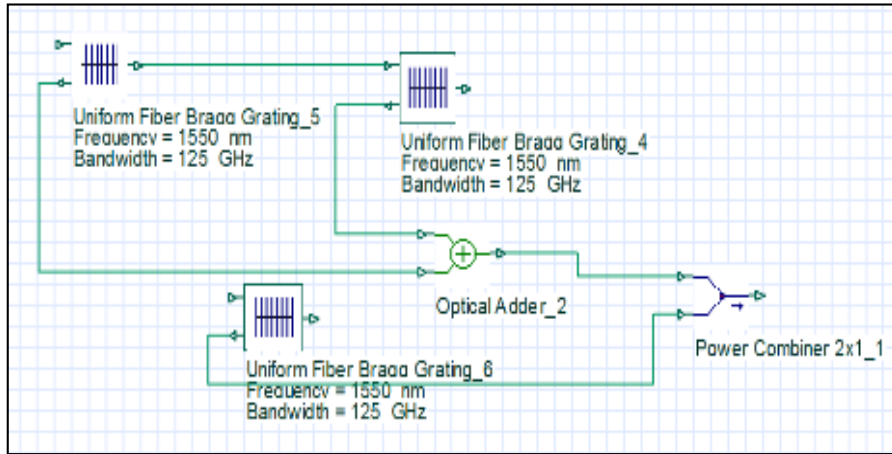 Uniform Fiber Bragg Grating_5
Frequency = 1550 nm
Bandwidth = 125 GHz
Uniform Fiber Bragg Grating_4
Frequency = 1550 nm
Bandwidth = 125 GHz
Optical Adder_2
Power Combiner 2x1_1
Uniform Fiber Bragg Grating_6
Frequency = 1550 nm
Bandwidth = 125 GHz